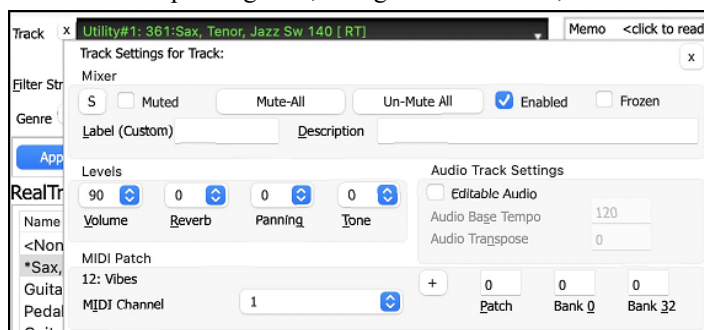 Track x Utility#1: 361:Sax, Tenor, Jazz Sw 140 [ RT] Memo <click to read
Track Settings for Track: x
Mixer
Filter Str
S Muted Mute-All Un-Mute All Enabled Frozen
Genre
Label (Custom) Description
App
Levels Audio Track Settings
RealTr
90 0 0 0 Editable Audio
Name Volume Reverb Panning Tone Audio Base Tempo 120
<Non Audio Transpose 0
*Sax, MIDI Patch
Guita 12: Vibes + 0 0 0
Pedal MIDI Channel 1 Patch Bank 0 Bank 32